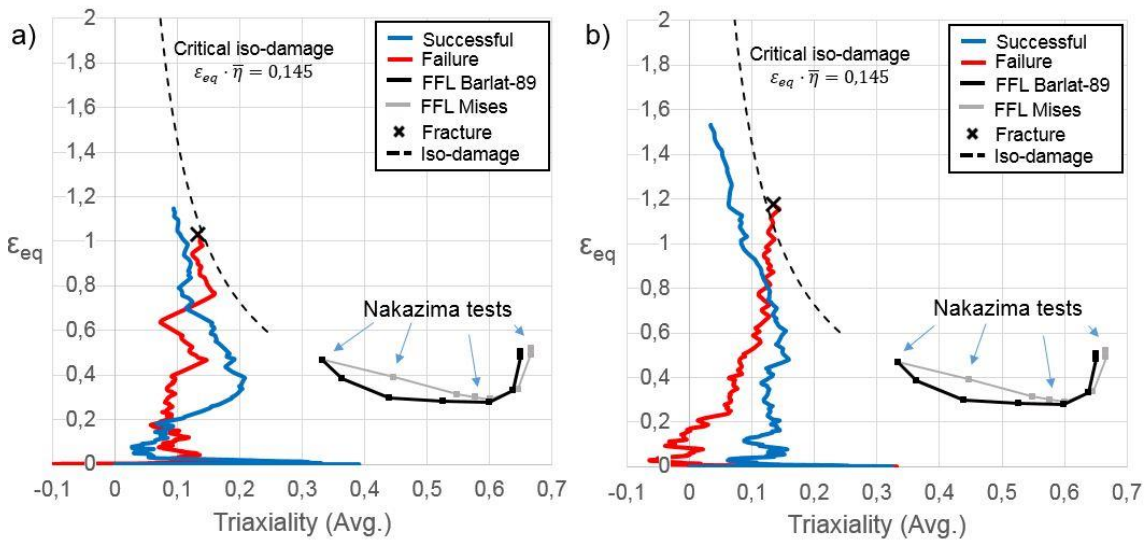 a)
Critical iso-damage
εeq · η̅ = 0,145
Successful
Failure
FFL Barlat-89
FFL Mises
Fracture
Iso-damage
Nakazima tests
εeq
2
1,8
1,6
1,4
1,2
1
0,8
0,6
0,4
0,2
0
-0,1
0
0,1
0,2
0,3
0,4
0,5
0,6
0,7
Triaxiality (Avg.)
b)
Critical iso-damage
εeq · η̅ = 0,145
Successful
Failure
FFL Barlat-89
FFL Mises
Fracture
Iso-damage
Nakazima tests
εeq
2
1,8
1,6
1,4
1,2
1
0,8
0,6
0,4
0,2
0
-0,1
0
0,1
0,2
0,3
0,4
0,5
0,6
0,7
Triaxiality (Avg.)